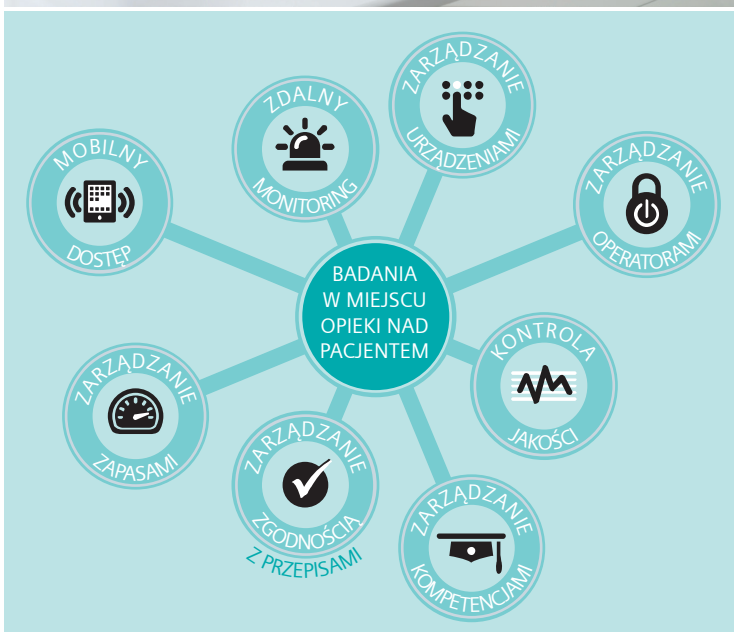 ZARZĄDZANIE
URZĄDZENIAMI
ZDALNY
MONITORING
MOBILNY
DOSTĘP
ZARZĄDZANIE
OPERATORAMI
BADANIA
W MIEJSCU
OPIEKI NAD
PACJENTEM
KONTROLA
JAKOŚCI
ZARZĄDZANIE
ZAPASAMI
ZARZĄDZANIE
ZGODNOŚCIĄ
Z PRZEPISAMI
ZARZĄDZANIE
KOMPETENCJAMI